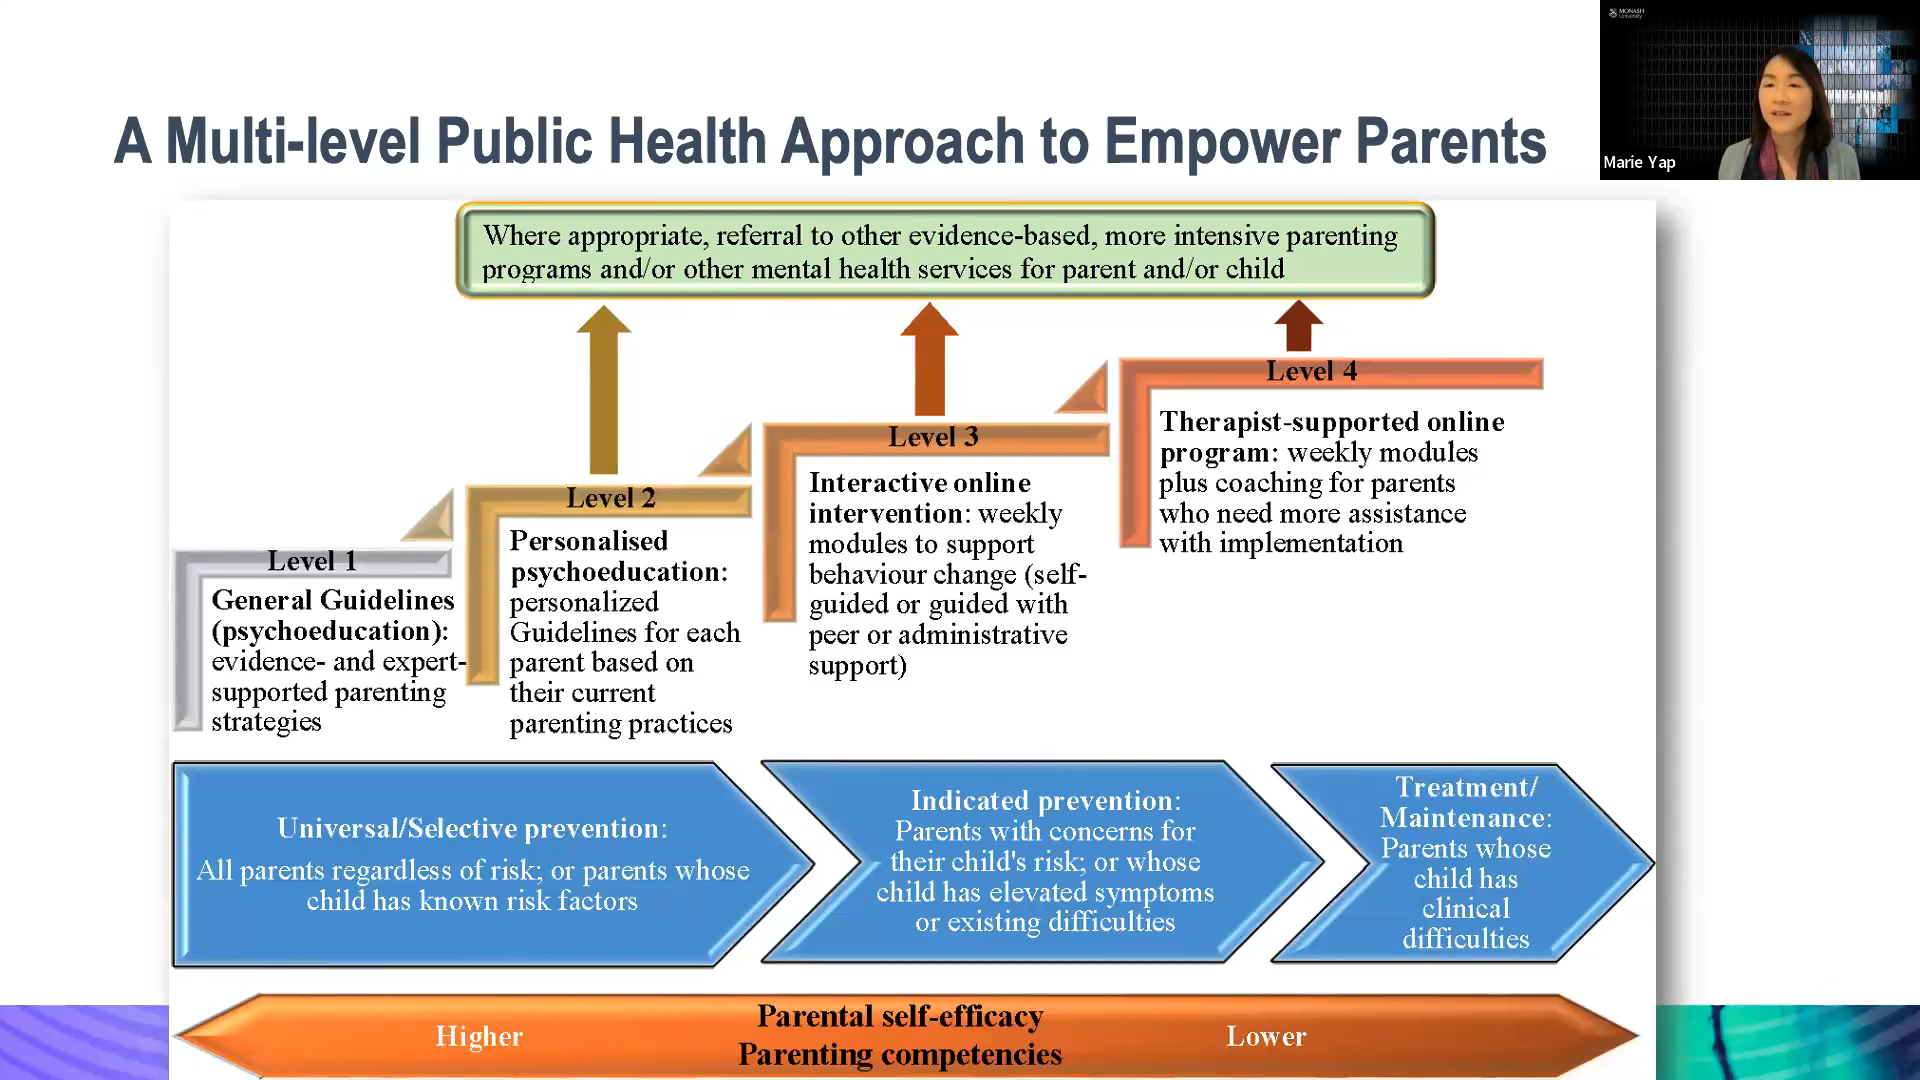 MONASH
University
Marie Yap
A Multi-level Public Health Approach to Empower Parents
Where appropriate, referral to other evidence-based, more intensive parenting
programs and/or other mental health services for parent and/or child
Level 1
General Guidelines
(psychoeducation):
evidence- and expert-
supported parenting
strategies
Level 2
Personalised
psychoeducation:
personalized
Guidelines for each
parent based on
their current
parenting practices
Level 3
Interactive online
intervention: weekly
modules to support
behaviour change (self-
guided or guided with
peer or administrative
support)
Level 4
Therapist-supported online
program: weekly modules
plus coaching for parents
who need more assistance
with implementation
Universal/Selective prevention:
All parents regardless of risk; or parents whose
child has known risk factors
Indicated prevention:
Parents with concerns for
their child's risk; or whose
child has elevated symptoms
or existing difficulties
Treatment/
Maintenance:
Parents whose
child has
clinical
difficulties
Higher
Parental self-efficacy
Parenting competencies
Lower